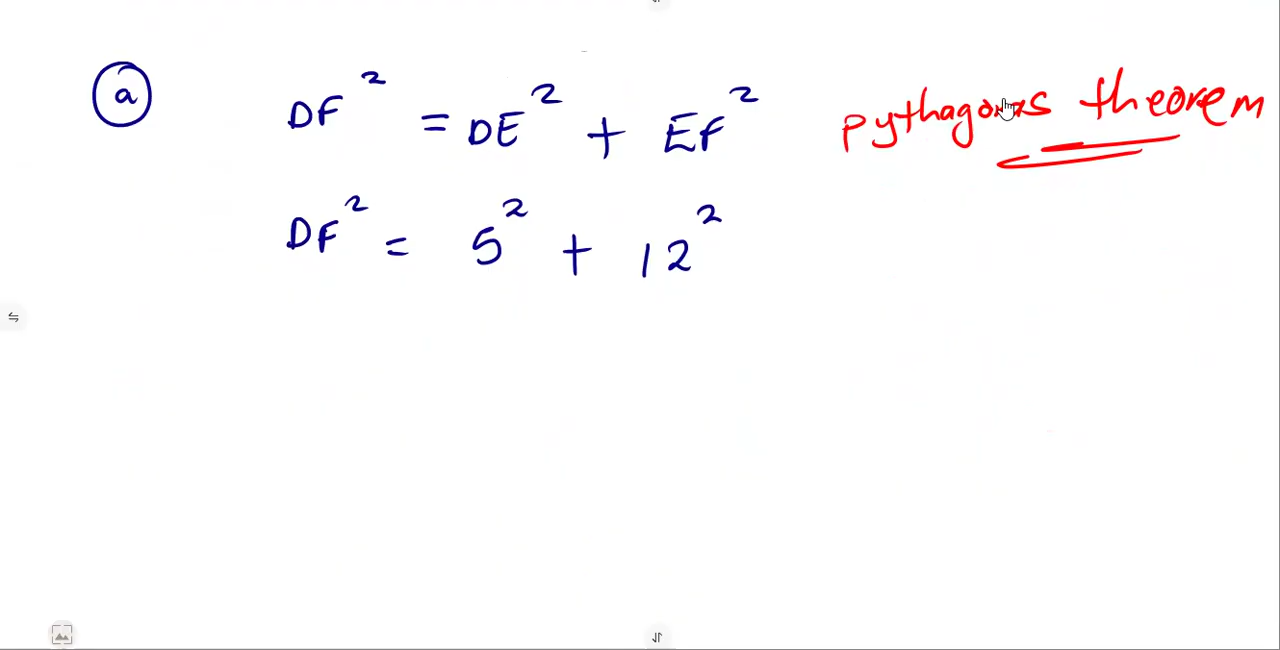 a DF² = DE² + EF² pythagoras theorem
DF² = 5² + 12²